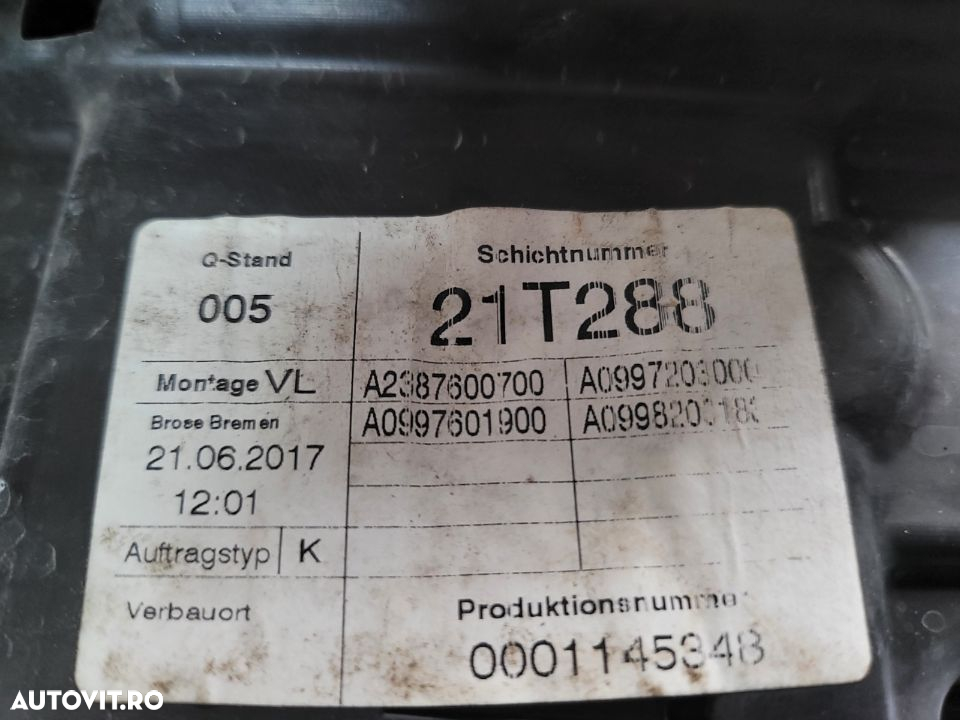 Q-Stand
005
Schichtnummer
21T288
Montage VL
A2387600700
Brose Bremen
A0997601900
21.06.2017
12:01
Auftragstyp K
Verbauort
Produktionsnummer
0001145348
AUTOVIT.RO